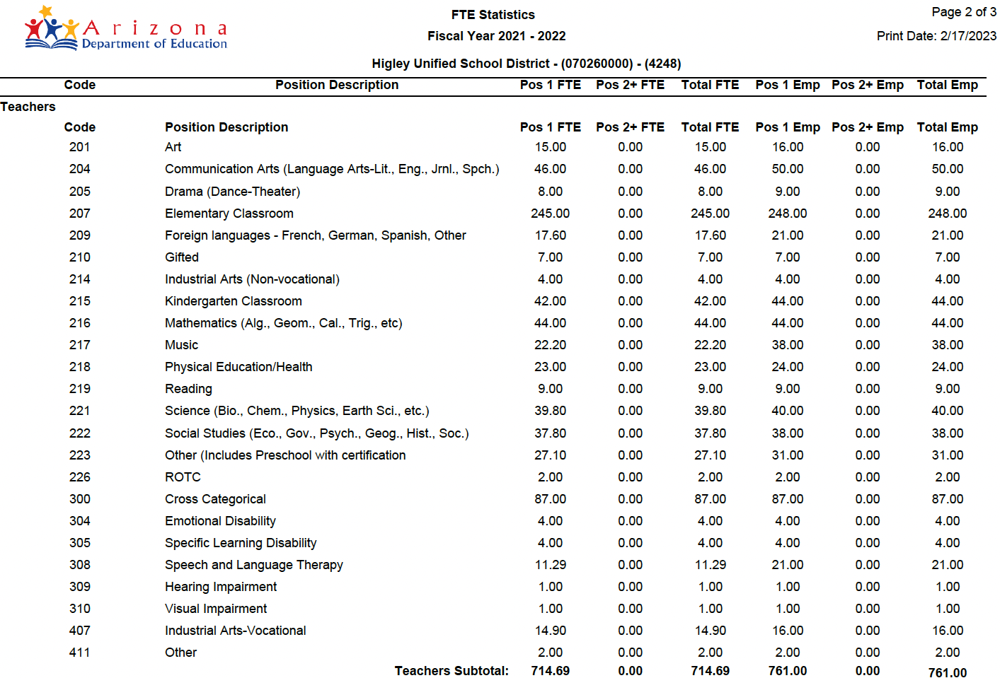 Arizona
Department of Education
FTE Statistics
Fiscal Year 2021 - 2022
Page 2 of 3
Print Date: 2/17/2023
Higley Unified School District - (070260000) - (4248)
Code Position Description Pos 1 FTE Pos 2+ FTE Total FTE Pos 1 Emp Pos 2+ Emp Total Emp
Teachers
Code Position Description Pos 1 FTE Pos 2+ FTE Total FTE Pos 1 Emp Pos 2+ Emp Total Emp
201 Art 15.00 0.00 15.00 16.00 0.00 16.00
204 Communication Arts (Language Arts-Lit., Eng., Jrnl., Spch.) 46.00 0.00 46.00 50.00 0.00 50.00
205 Drama (Dance-Theater) 8.00 0.00 8.00 9.00 0.00 9.00
207 Elementary Classroom 245.00 0.00 245.00 248.00 0.00 248.00
209 Foreign languages - French, German, Spanish, Other 17.60 0.00 17.60 21.00 0.00 21.00
210 Gifted 7.00 0.00 7.00 7.00 0.00 7.00
214 Industrial Arts (Non-vocational) 4.00 0.00 4.00 4.00 0.00 4.00
215 Kindergarten Classroom 42.00 0.00 42.00 44.00 0.00 44.00
216 Mathematics (Alg., Geom., Cal., Trig., etc) 44.00 0.00 44.00 44.00 0.00 44.00
217 Music 22.20 0.00 22.20 38.00 0.00 38.00
218 Physical Education/Health 23.00 0.00 23.00 24.00 0.00 24.00
219 Reading 9.00 0.00 9.00 9.00 0.00 9.00
221 Science (Bio., Chem., Physics, Earth Sci., etc.) 39.80 0.00 39.80 40.00 0.00 40.00
222 Social Studies (Eco., Gov., Psych., Geog., Hist., Soc.) 37.80 0.00 37.80 38.00 0.00 38.00
223 Other (Includes Preschool with certification 27.10 0.00 27.10 31.00 0.00 31.00
226 ROTC 2.00 0.00 2.00 2.00 0.00 2.00
300 Cross Categorical 87.00 0.00 87.00 87.00 0.00 87.00
304 Emotional Disability 4.00 0.00 4.00 4.00 0.00 4.00
305 Specific Learning Disability 4.00 0.00 4.00 4.00 0.00 4.00
308 Speech and Language Therapy 11.29 0.00 11.29 21.00 0.00 21.00
309 Hearing Impairment 1.00 0.00 1.00 1.00 0.00 1.00
310 Visual Impairment 1.00 0.00 1.00 1.00 0.00 1.00
407 Industrial Arts-Vocational 14.90 0.00 14.90 16.00 0.00 16.00
411 Other 2.00 0.00 2.00 2.00 0.00 2.00
Teachers Subtotal: 714.69 0.00 714.69 761.00 0.00 761.00